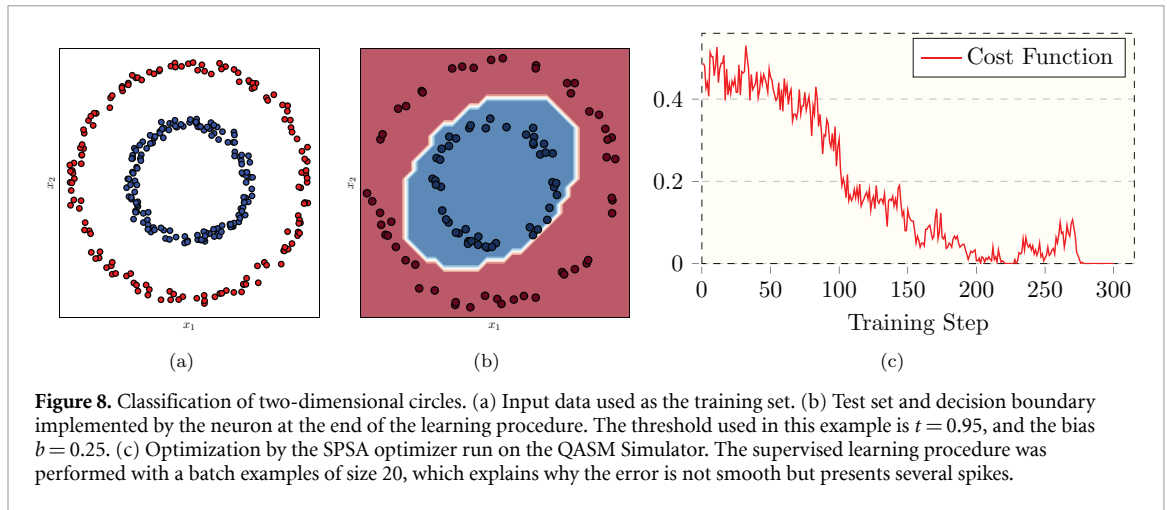 x₂
x₁
(a)
x₂
x₁
(b)
Cost Function
0.4
0.2
0
0 50 100 150 200 250 300
Training Step
(c)
Figure 8. Classification of two-dimensional circles. (a) Input data used as the training set. (b) Test set and decision boundary
implemented by the neuron at the end of the learning procedure. The threshold used in this example is t = 0.95, and the bias
b = 0.25. (c) Optimization by the SPSA optimizer run on the QASM Simulator. The supervised learning procedure was
performed with a batch examples of size 20, which explains why the error is not smooth but presents several spikes.